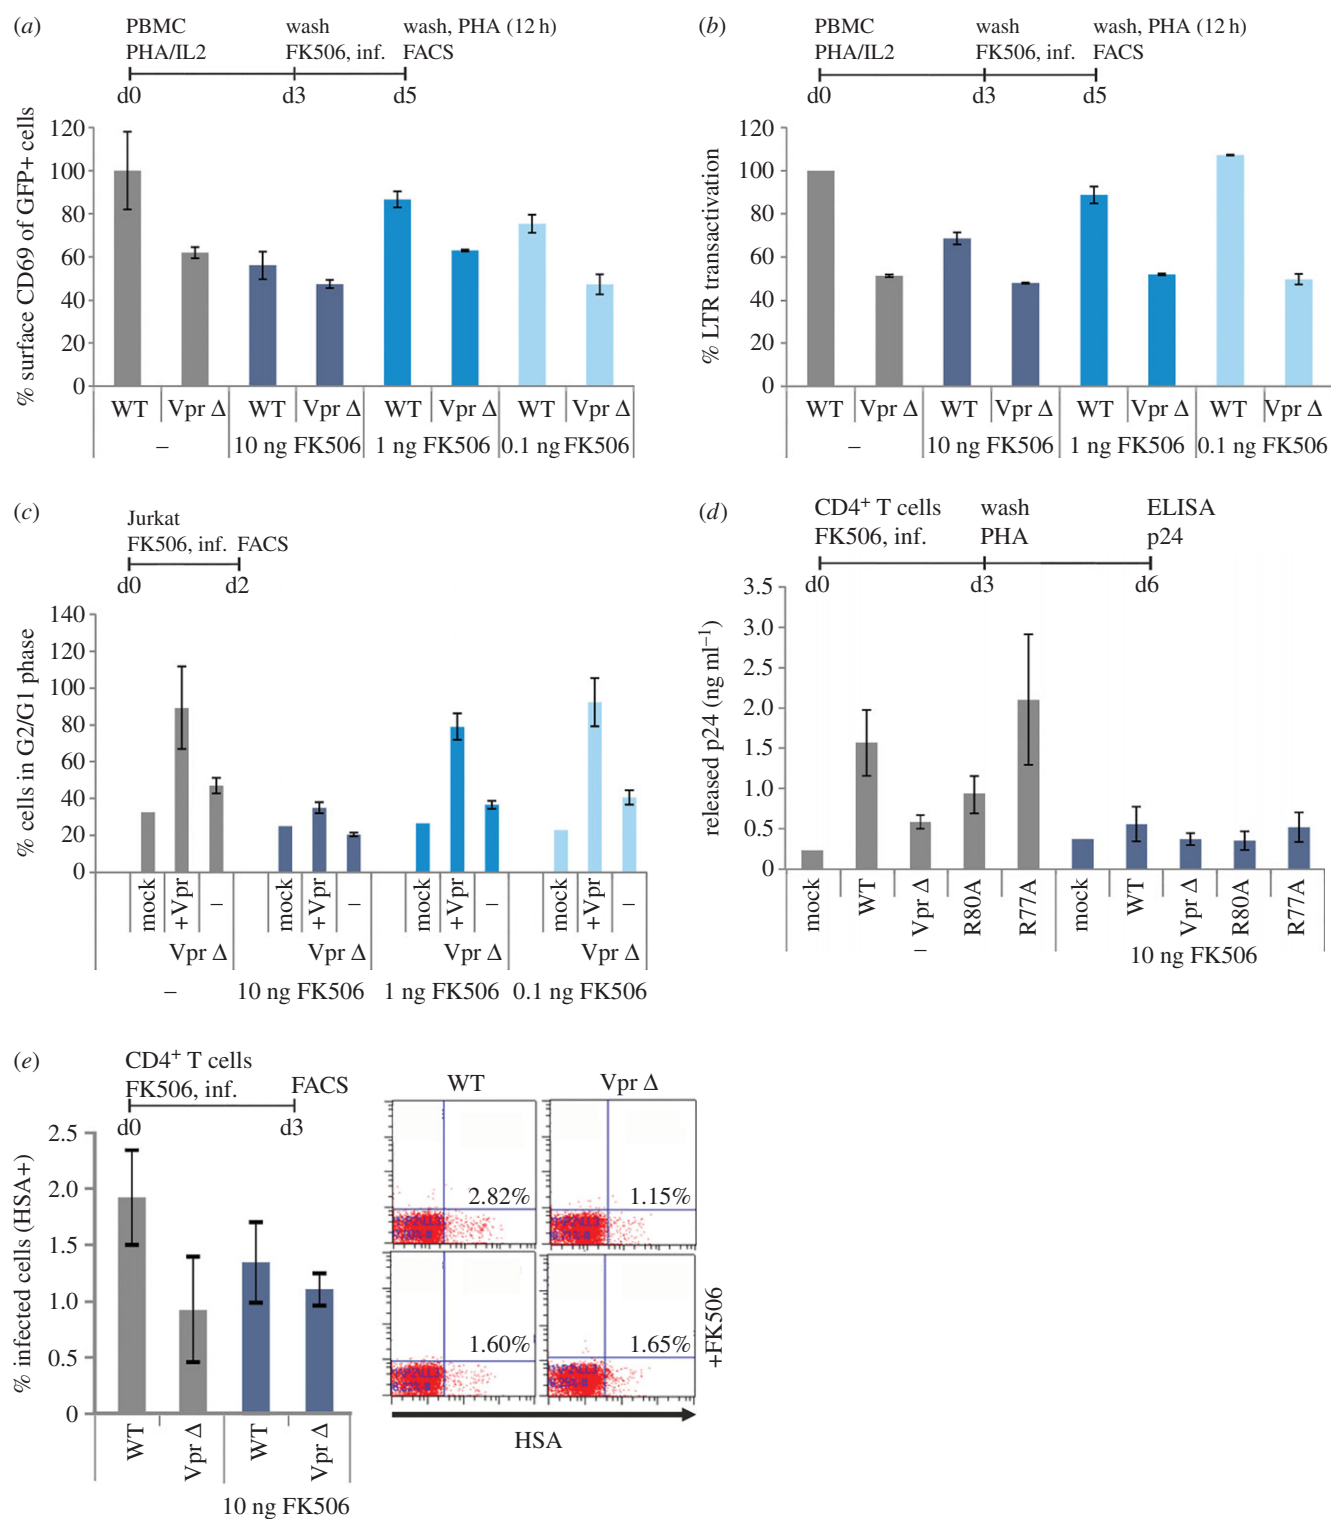 (a)
PBMC wash wash, PHA (12 h)
PHA/IL2 FK506, inf. FACS
d0 d3 d5
% surface CD69 of GFP+ cells
120
100
80
60
40
20
0
WT Vpr Δ WT Vpr Δ WT Vpr Δ WT Vpr Δ
– 10 ng FK506 1 ng FK506 0.1 ng FK506
(b)
PBMC wash wash, PHA (12 h)
PHA/IL2 FK506, inf. FACS
d0 d3 d5
% LTR transactivation
120
100
80
60
40
20
0
WT Vpr Δ WT Vpr Δ WT Vpr Δ WT Vpr Δ
– 10 ng FK506 1 ng FK506 0.1 ng FK506
(c)
Jurkat
FK506, inf. FACS
d0 d2
% cells in G2/G1 phase
140
120
100
80
60
40
20
0
mock +Vpr – mock +Vpr – mock +Vpr – mock +Vpr –
Vpr Δ Vpr Δ Vpr Δ Vpr Δ
– 10 ng FK506 1 ng FK506 0.1 ng FK506
(d)
CD4+ T cells wash ELISA
FK506, inf. PHA p24
d0 d3 d6
released p24 (ng ml−1)
3.5
3.0
2.5
2.0
1.5
1.0
0.5
0
mock WT Vpr Δ R80A R77A mock WT Vpr Δ R80A R77A
– 10 ng FK506
(e)
CD4+ T cells
FK506, inf. FACS
d0 d3
% infected cells (HSA+)
2.5
2.0
1.5
1.0
0.5
0
WT Vpr Δ WT Vpr Δ
10 ng FK506
WT Vpr Δ
2.82% 1.15%
1.60% 1.65%
+FK506
HSA